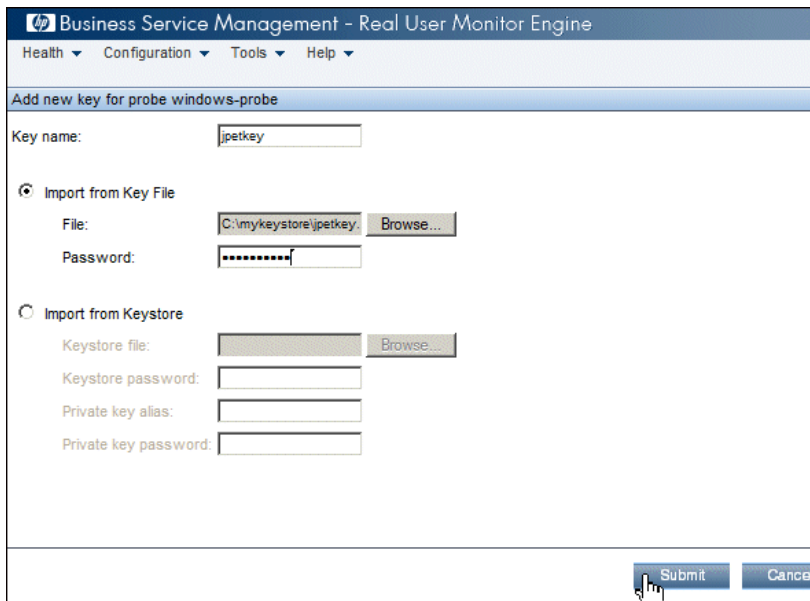 hp Business Service Management - Real User Monitor Engine
Health Configuration Tools Help
Add new key for probe windows-probe
Key name: jpetkey
Import from Key File
File: C:\mykeystore\jpetkey. Browse...
Password: ••••••••••
Import from Keystore
Keystore file: Browse...
Keystore password:
Private key alias:
Private key password:
Submit Cance